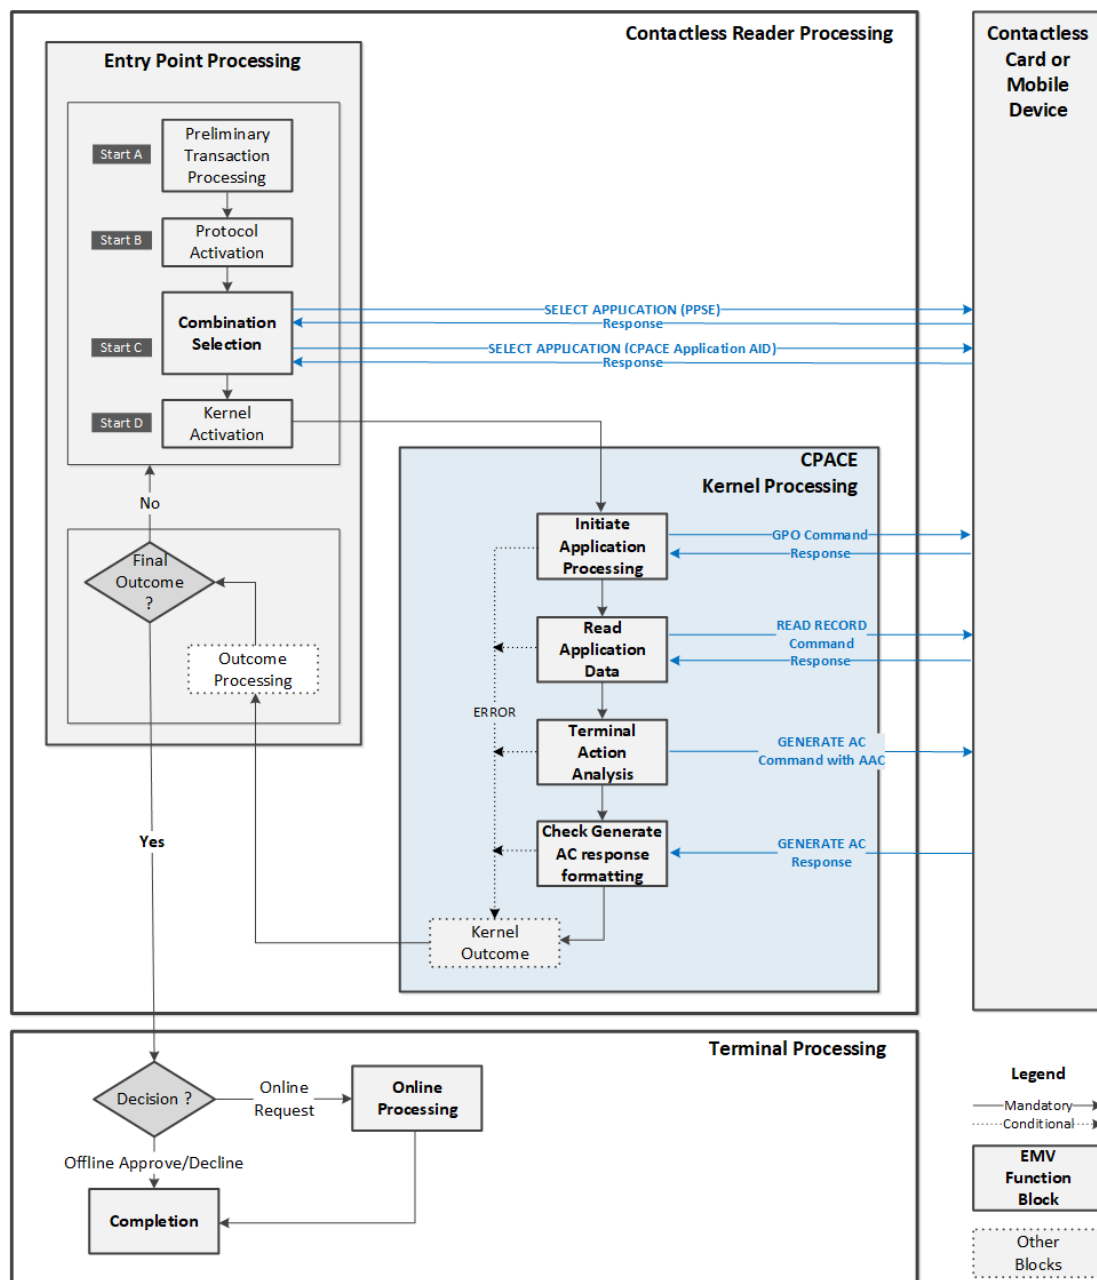 Contactless Reader Processing
Entry Point Processing
Start A
Preliminary
Transaction
Processing
Start B
Protocol
Activation
Start C
Combination
Selection
Start D
Kernel
Activation
SELECT APPLICATION (PPSE)
Response
SELECT APPLICATION (CPACE Application AID)
Response
Contactless
Card or
Mobile
Device
No
Final
Outcome
?
Outcome
Processing
Yes
CPACE
Kernel Processing
Initiate
Application
Processing
GPO Command
Response
Read
Application
Data
READ RECORD
Command
Response
ERROR
Terminal
Action
Analysis
GENERATE AC
Command with AAC
Check Generate
AC response
formatting
GENERATE AC
Response
Kernel
Outcome
Terminal Processing
Decision ?
Online
Request
Online
Processing
Offline Approve/Decline
Completion
Legend
Mandatory
Conditional
EMV
Function
Block
Other
Blocks